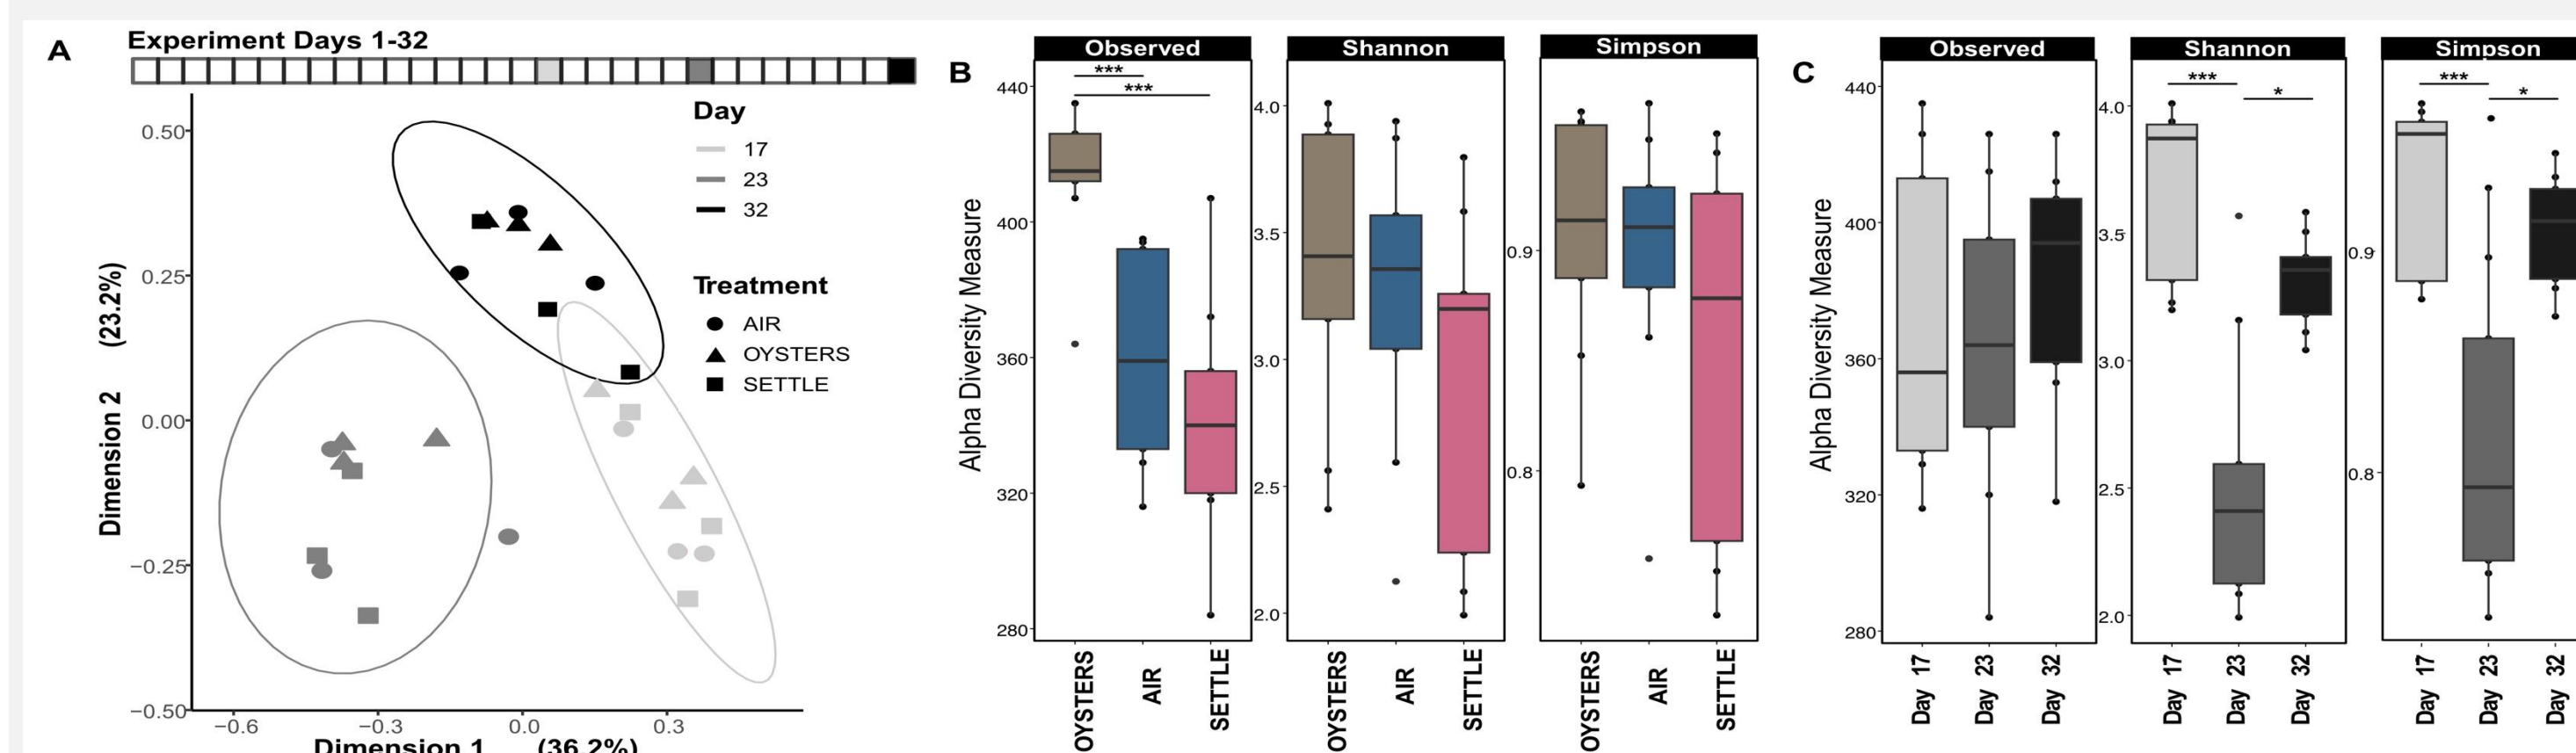 A
Experiment Days 1-32
0.50
0.25
0.00
−0.25
−0.50
Dimension 2 (23.2%)
−0.6 −0.3 0.0 0.3
Dimension 1 (36.2%)
Day
17
23
32
Treatment
AIR
OYSTERS
SETTLE
B
Alpha Diversity Measure
Observed
***
***
440
400
360
320
280
OYSTERS AIR SETTLE
Shannon
4.0
3.5
3.0
2.5
2.0
OYSTERS AIR SETTLE
Simpson
0.9
0.8
OYSTERS AIR SETTLE
C
Alpha Diversity Measure
Observed
440
400
360
320
280
Day 17 Day 23 Day 32
Shannon
***
*
4.0
3.5
3.0
2.5
2.0
Day 17 Day 23 Day 32
Simpson
***
*
0.9
0.8
Day 17 Day 23 Day 32